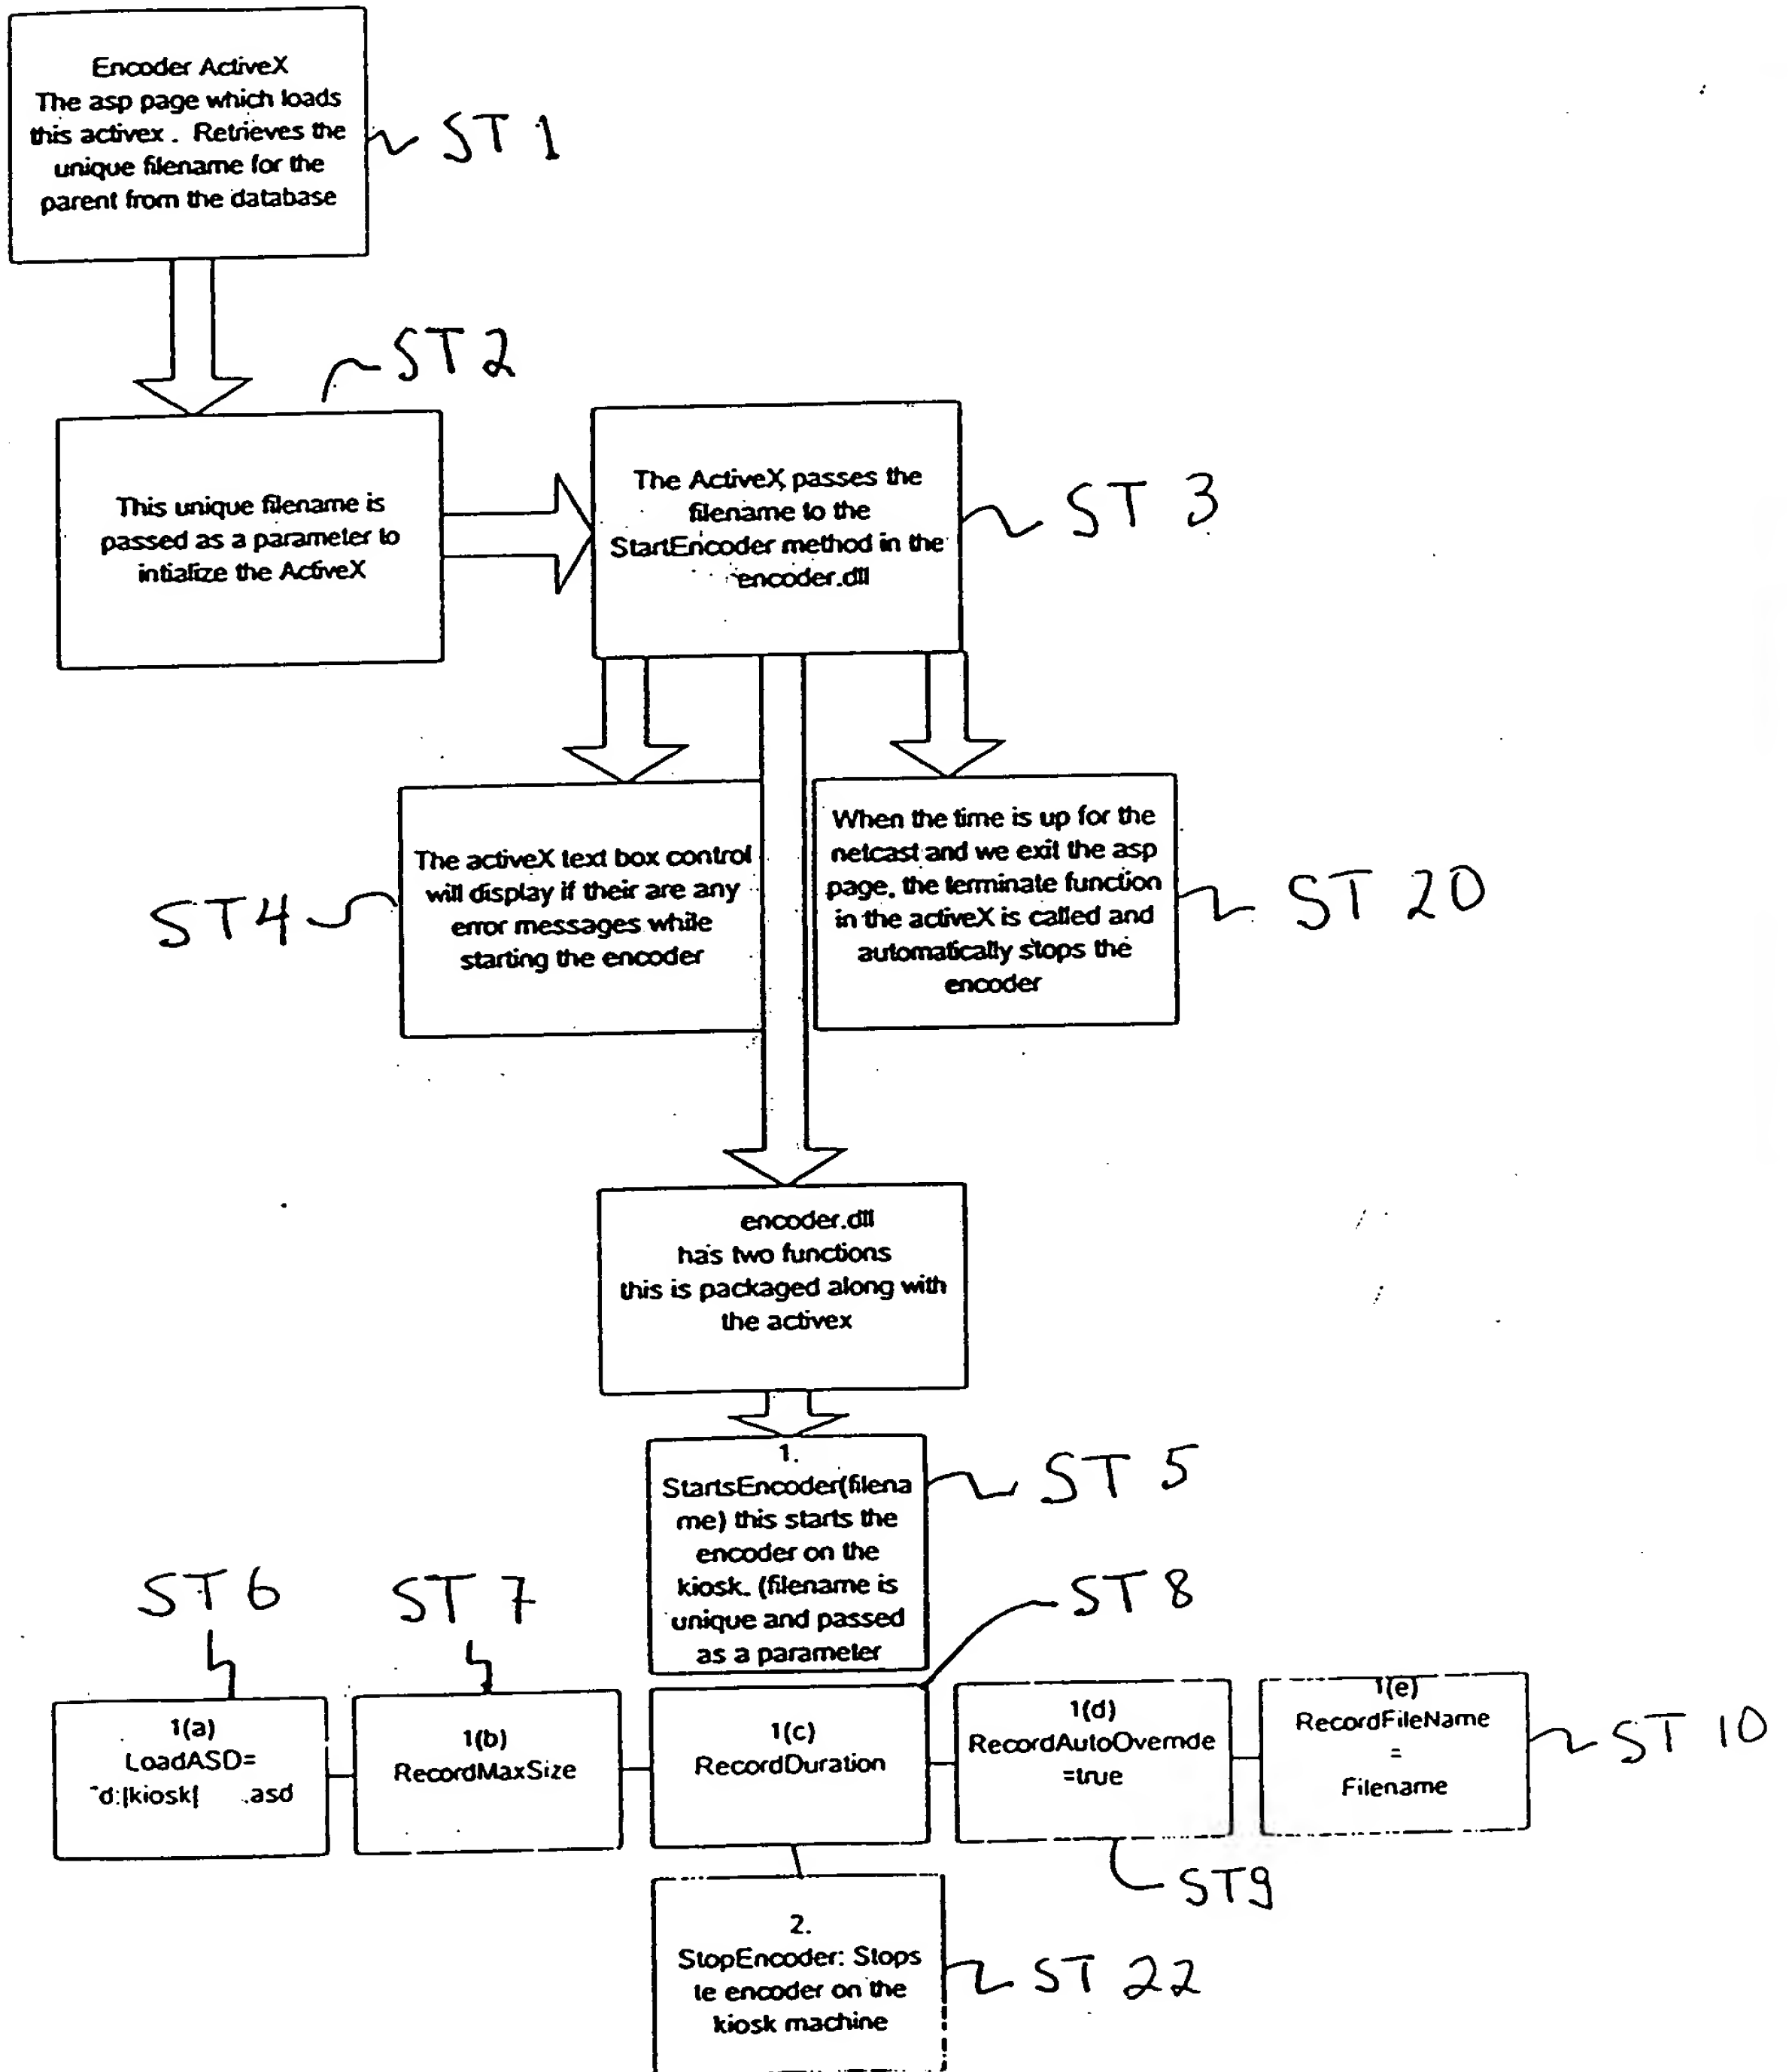 Encoder ActiveX
The asp page which loads
this activex . Retrieves the
unique filename for the
parent from the database
ST 1
ST 2
This unique filename is
passed as a parameter to
intialize the ActiveX
The ActiveX passes the
filename to the
StartEncoder method in the
encoder.dll
ST 3
The activeX text box control
will display if their are any
error messages while
starting the encoder
ST4
When the time is up for the
netcast and we exit the asp
page, the terminate function
in the activeX is called and
automatically stops the
encoder
ST 20
encoder.dll
has two functions
this is packaged along with
the activex
1.
StartsEncoder(filena
me) this starts the
encoder on the
kiosk. (filename is
unique and passed
as a parameter
ST 5
ST 6
ST 7
ST 8
1(a)
LoadASD=
d:|kiosk| .asd
1(b)
RecordMaxSize
1(c)
RecordDuration
1(d)
RecordAutoOverride
=true
1(e)
RecordFileName
=
Filename
ST 10
ST9
2.
StopEncoder: Stops
te encoder on the
kiosk machine
ST 22